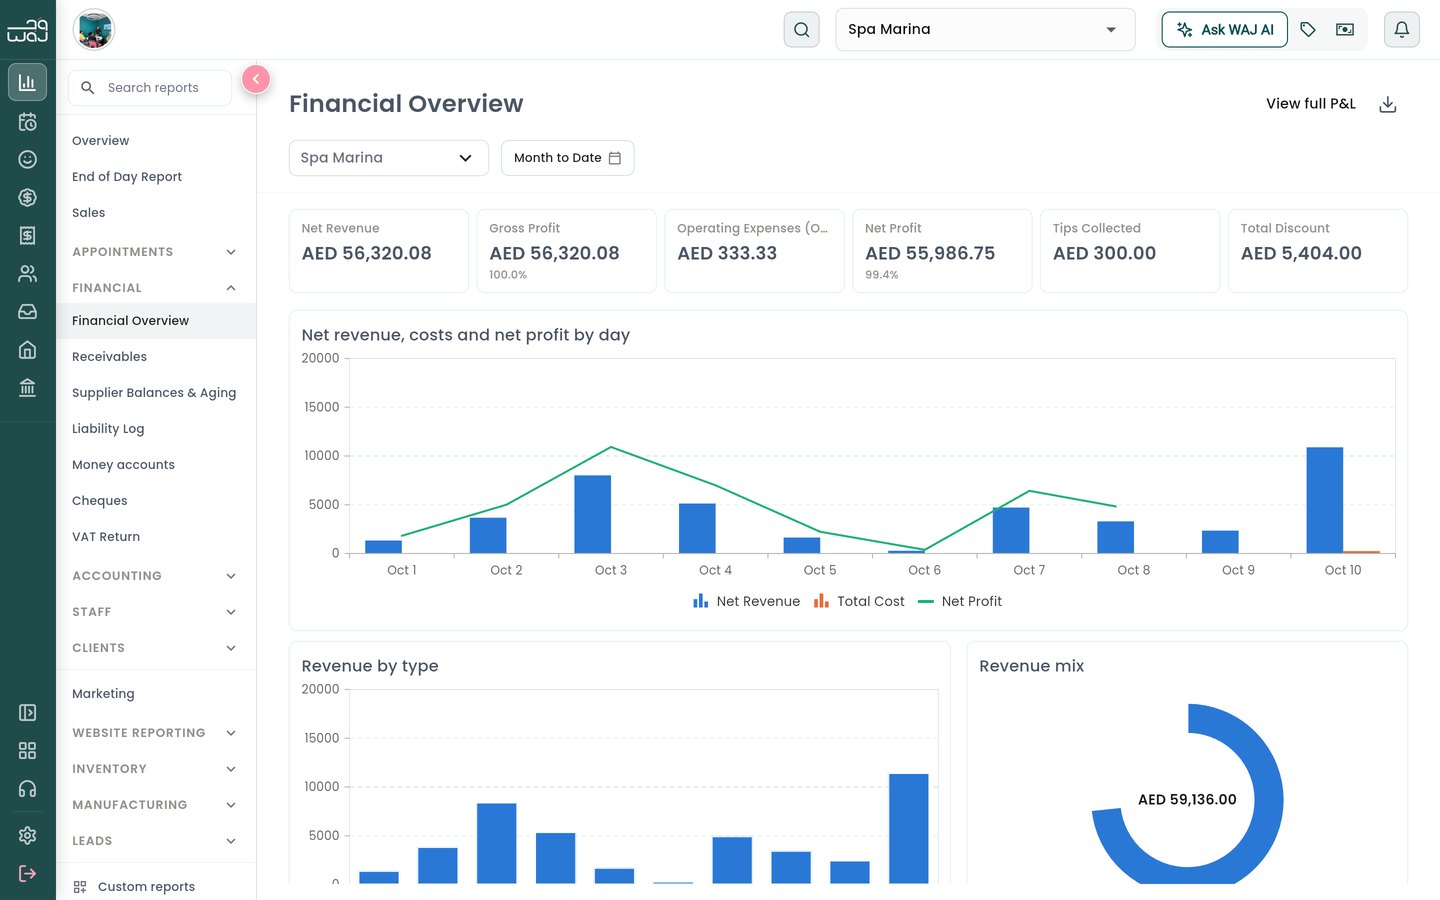 waj
Spa Marina
Ask WAJ AI
Search reports
Overview
End of Day Report
Sales
APPOINTMENTS
FINANCIAL
Financial Overview
Receivables
Supplier Balances & Aging
Liability Log
Money accounts
Cheques
VAT Return
ACCOUNTING
STAFF
CLIENTS
Marketing
WEBSITE REPORTING
INVENTORY
MANUFACTURING
LEADS
Custom reports
Financial Overview
View full P&L
Spa Marina
Month to Date
Net Revenue
AED 56,320.08
Gross Profit
AED 56,320.08
100.0%
Operating Expenses (O...
AED 333.33
Net Profit
AED 55,986.75
99.4%
Tips Collected
AED 300.00
Total Discount
AED 5,404.00
Net revenue, costs and net profit by day
20000
15000
10000
5000
0
Oct 1 Oct 2 Oct 3 Oct 4 Oct 5 Oct 6 Oct 7 Oct 8 Oct 9 Oct 10
Net Revenue Total Cost Net Profit
Revenue by type
20000
15000
10000
5000
0
Revenue mix
AED 59,136.00